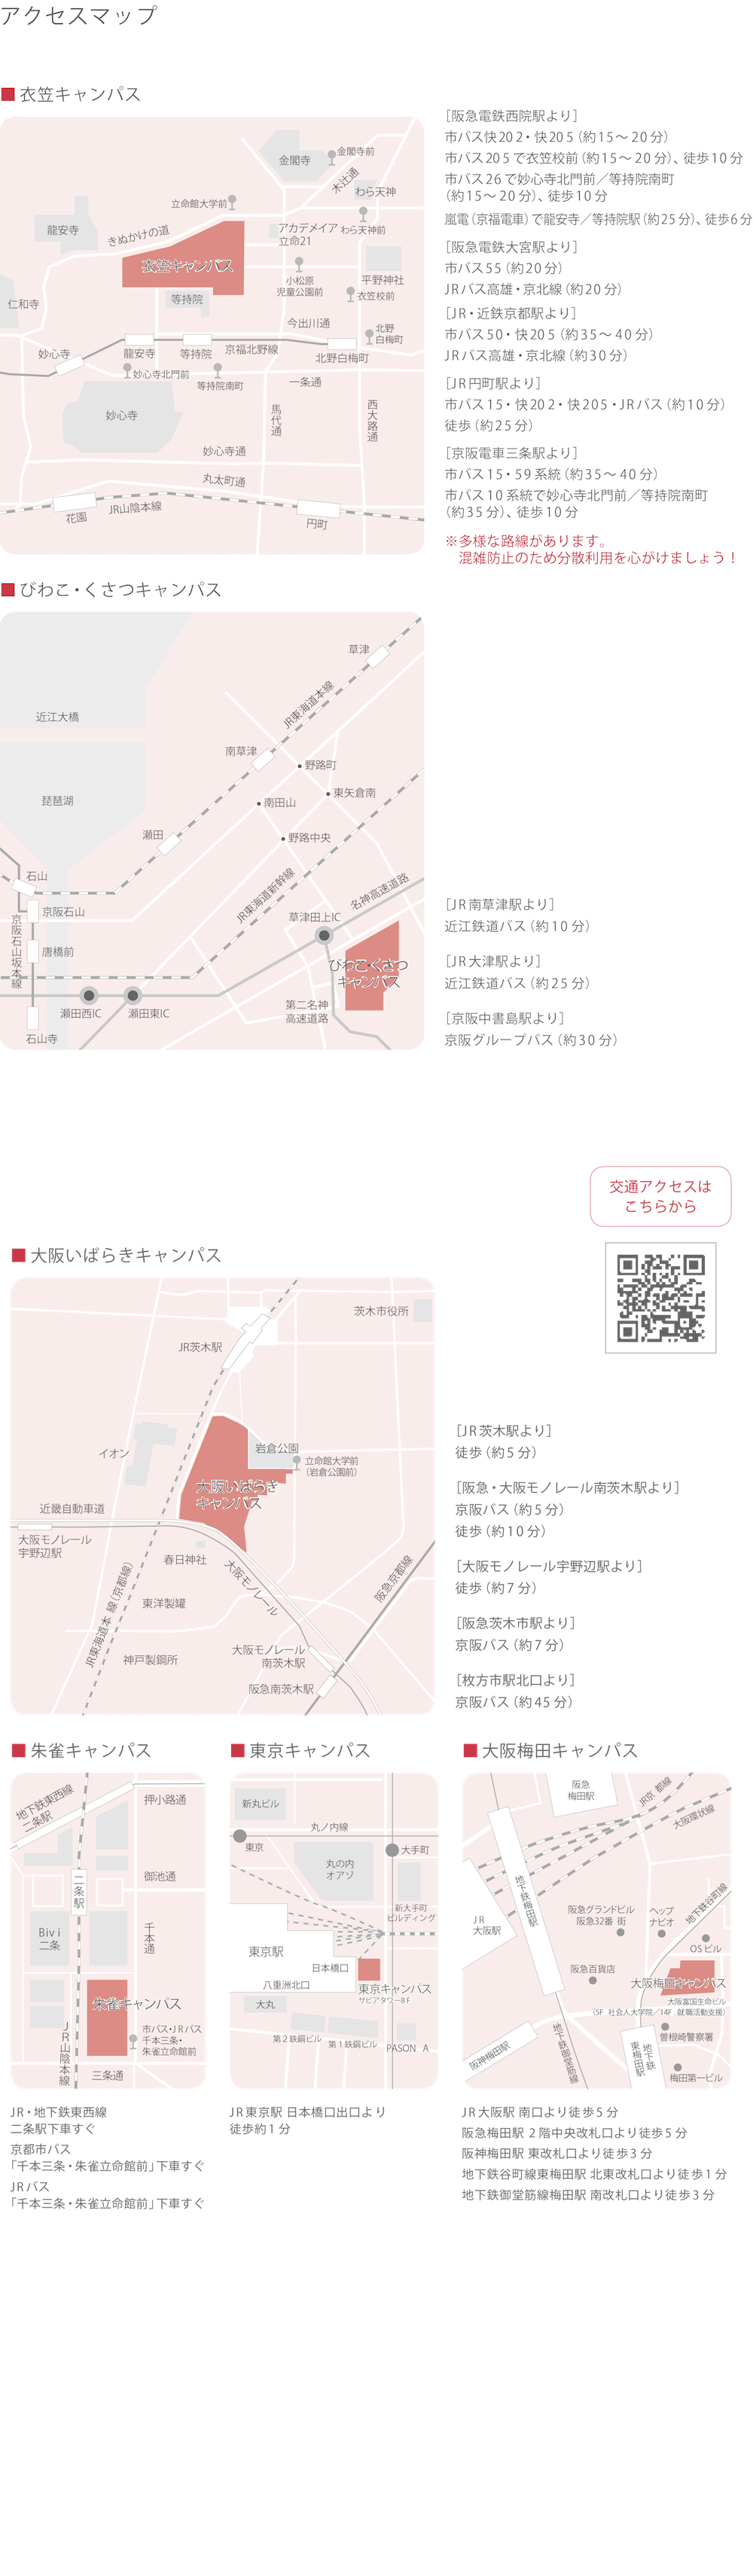 アクセスマップ
■ 衣笠キャンパス
金閣寺
金閣寺前
木辻通
わら天神
立命館大学前
龍安寺
きぬかけの道
アカデメイア
立命21
わら天神前
衣笠キャンパス
小松原
児童公園前
平野神社
衣笠校前
仁和寺
等持院
今出川通
北野
白梅町
妙心寺
龍安寺
等持院
京福北野線
北野白梅町
妙心寺北門前
等持院南町
一条通
妙心寺
馬代通
西大路通
妙心寺通
丸太町通
花園
JR山陰本線
円町
［阪急電鉄西院駅より］
市バス快202・快205（約15～20分）
市バス205で衣笠校前（約15～20分）、徒歩10分
市バス26で妙心寺北門前／等持院南町
（約15～20分）、徒歩10分
嵐電（京福電車）で龍安寺／等持院駅（約25分）、徒歩6分
［阪急電鉄大宮駅より］
市バス55（約20分）
JRバス高雄・京北線（約20分）
［JR・近鉄京都駅より］
市バス50・快205（約35～40分）
JRバス高雄・京北線（約30分）
［JR円町駅より］
市バス15・快202・快205・JRバス（約10分）
徒歩（約25分）
［京阪電車三条駅より］
市バス15・59系統（約35～40分）
市バス10系統で妙心寺北門前／等持院南町
（約35分）、徒歩10分
※多様な路線があります。
混雑防止のため分散利用を心がけましょう！
■ びわこ・くさつキャンパス
草津
近江大橋
JR東海道本線
南草津
野路町
東矢倉南
琵琶湖
南田山
瀬田
野路中央
石山
京阪石山
JR東海道新幹線
名神高速道路
草津田上IC
京阪石山坂本線
唐橋前
びわこ・くさつ
キャンパス
瀬田西IC
瀬田東IC
第二名神
高速道路
石山寺
［JR南草津駅より］
近江鉄道バス（約10分）
［JR大津駅より］
近江鉄道バス（約25分）
［京阪中書島駅より］
京阪グループバス（約30分）
交通アクセスは
こちらから
■ 大阪いばらきキャンパス
茨木市役所
JR茨木駅
イオン
岩倉公園
立命館大学前
（岩倉公園前）
大阪いばらき
キャンパス
近畿自動車道
大阪モノレール
宇野辺駅
春日神社
大阪モノレール
東洋製罐
阪急京都線
JR東海道本 線（京都線）
神戸製鋼所
大阪モノレール
南茨木駅
阪急南茨木駅
［JR茨木駅より］
徒歩（約5分）
［阪急・大阪モノレール南茨木駅より］
京阪バス（約5分）
徒歩（約10分）
［大阪モノレール宇野辺駅より］
徒歩（約7分）
［阪急茨木市駅より］
京阪バス（約7分）
［枚方市駅北口より］
京阪バス（約45分）
■ 朱雀キャンパス
地下鉄東西線
二条駅
押小路通
二条駅
御池通
Bivi
二条
千本通
朱雀キャンパス
市バス・JRバス
千本三条・
朱雀立命館前
JR山陰本線
三条通
JR・地下鉄東西線
二条駅下車すぐ
京都市バス
「千本三条・朱雀立命館前」下車すぐ
JRバス
「千本三条・朱雀立命館前」下車すぐ
■ 東京キャンパス
新丸ビル
丸ノ内線
東京
大手町
丸の内
オアゾ
新大手町
ビルディング
東京駅
日本橋口
八重洲北口
東京キャンパス
サピアタワー8F
大丸
第2鉄鋼ビル
第1鉄鋼ビル
PASON A
JR東京駅 日本橋口出口より
徒歩約1分
■ 大阪梅田キャンパス
阪急
梅田駅
JR京 都線
大阪環状線
地下鉄梅田駅
JR
大阪駅
阪急グランドビル
阪急32番 街
ヘップ
ナビオ
地下鉄谷町線
OSビル
阪急百貨店
大阪梅田キャンパス
大阪富国生命ビル
（5F 社会人大学院／14F 就職活動支援）
地下鉄御堂筋線
曽根崎警察署
阪神梅田駅
地下鉄
東梅田駅
梅田第一ビル
JR大阪駅 南口より徒歩5分
阪急梅田駅 2階中央改札口より徒歩5分
阪神梅田駅 東改札口より徒歩3分
地下鉄谷町線東梅田駅 北東改札口より徒歩1分
地下鉄御堂筋線梅田駅 南改札口より徒歩3分